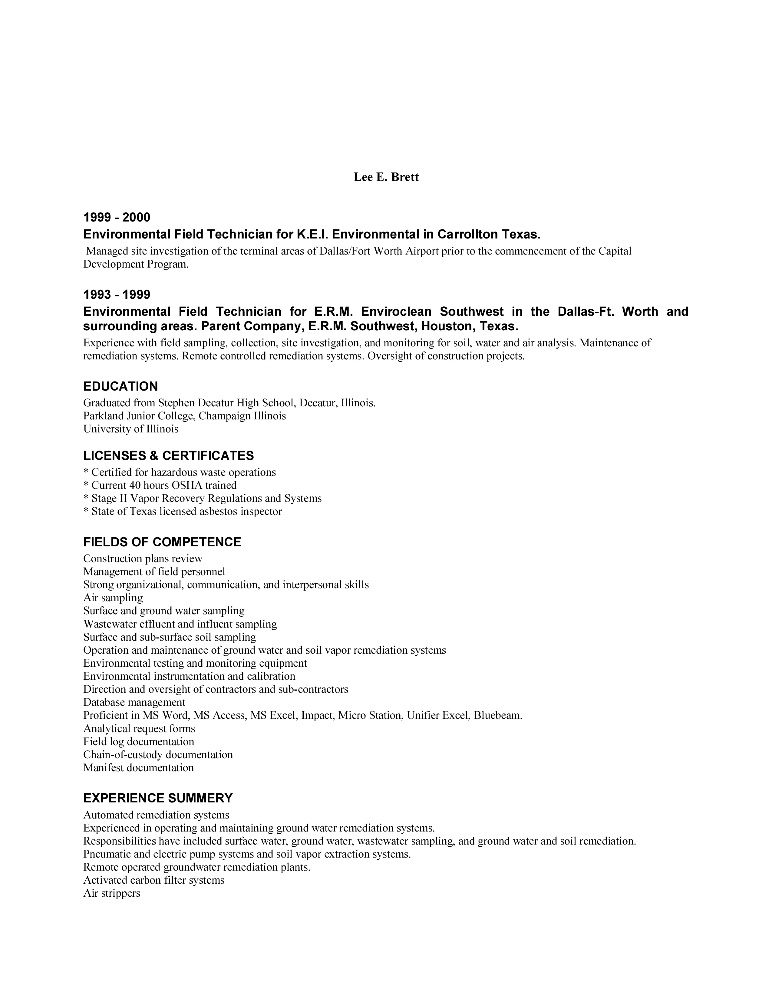 Lee E. Brett
1999 - 2000
Environmental Field Technician for K.E.I. Environmental in Carrollton Texas.
Managed site investigation of the terminal areas of Dallas/Fort Worth Airport prior to the commencement of the Capital
Development Program.
1993 - 1999
Environmental Field Technician for E.R.M. Enviroclean Southwest in the Dallas-Ft. Worth and
surrounding areas. Parent Company, E.R.M. Southwest, Houston, Texas.
Experience with field sampling, collection, site investigation, and monitoring for soil, water and air analysis. Maintenance of
remediation systems. Remote controlled remediation systems. Oversight of construction projects.
EDUCATION
Graduated from Stephen Decatur High School, Decatur, Illinois.
Parkland Junior College, Champaign Illinois
University of Illinois
LICENSES & CERTIFICATES
* Certified for hazardous waste operations
* Current 40 hours OSHA trained
* Stage II Vapor Recovery Regulations and Systems
* State of Texas licensed asbestos inspector
FIELDS OF COMPETENCE
Construction plans review
Management of field personnel
Strong organizational, communication, and interpersonal skills
Air sampling
Surface and ground water sampling
Wastewater effluent and influent sampling
Surface and sub-surface soil sampling
Operation and maintenance of ground water and soil vapor remediation systems
Environmental testing and monitoring equipment
Environmental instrumentation and calibration
Direction and oversight of contractors and sub-contractors
Database management
Proficient in MS Word, MS Access, MS Excel, Impact, Micro Station, Unifier Excel, Bluebeam.
Analytical request forms
Field log documentation
Chain-of-custody documentation
Manifest documentation
EXPERIENCE SUMMERY
Automated remediation systems
Experienced in operating and maintaining ground water remediation systems.
Responsibilities have included surface water, ground water, wastewater sampling, and ground water and soil remediation.
Pneumatic and electric pump systems and soil vapor extraction systems.
Remote operated groundwater remediation plants.
Activated carbon filter systems
Air strippers